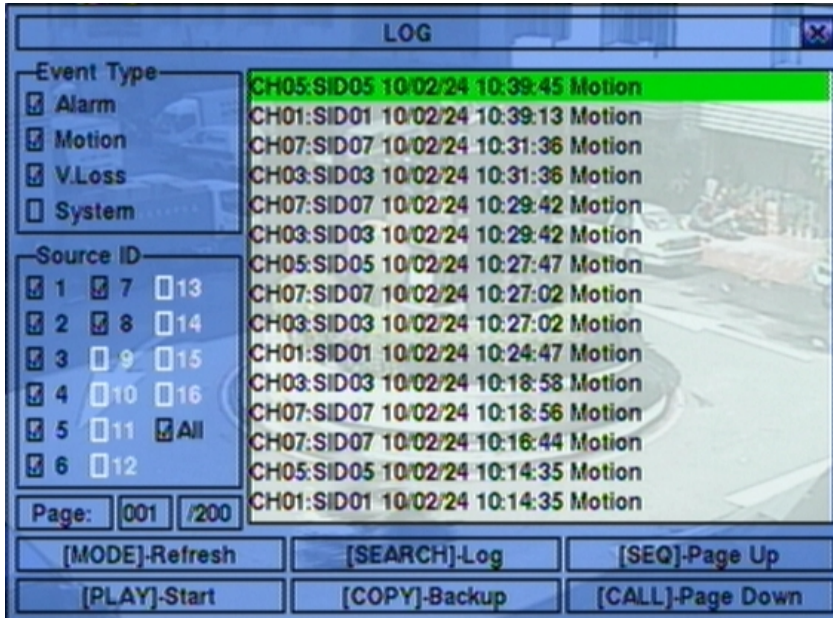 LOG
Event Type
Alarm
Motion
V.Loss
System
Source ID
1 7 13
2 8 14
3 9 15
4 10 16
5 11 All
6 12
Page: 001 /200
CH05:SID05 10/02/24 10:39:45 Motion
CH01:SID01 10/02/24 10:39:13 Motion
CH07:SID07 10/02/24 10:31:36 Motion
CH03:SID03 10/02/24 10:31:36 Motion
CH07:SID07 10/02/24 10:29:42 Motion
CH03:SID03 10/02/24 10:29:42 Motion
CH05:SID05 10/02/24 10:27:47 Motion
CH07:SID07 10/02/24 10:27:02 Motion
CH03:SID03 10/02/24 10:27:02 Motion
CH01:SID01 10/02/24 10:24:47 Motion
CH03:SID03 10/02/24 10:18:58 Motion
CH07:SID07 10/02/24 10:18:56 Motion
CH07:SID07 10/02/24 10:16:44 Motion
CH05:SID05 10/02/24 10:14:35 Motion
CH01:SID01 10/02/24 10:14:35 Motion
[MODE]-Refresh [SEARCH]-Log [SEQ]-Page Up
[PLAY]-Start [COPY]-Backup [CALL]-Page Down